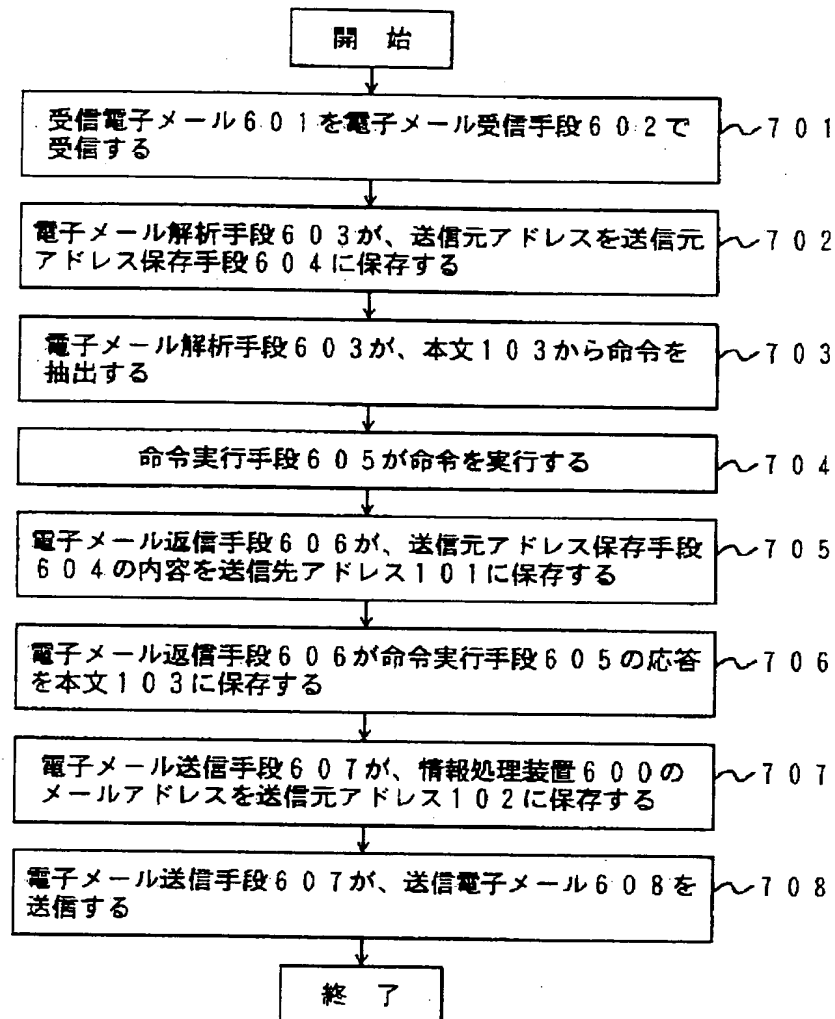 開 始
受信電子メール601を電子メール受信手段602で
受信する
～701
電子メール解析手段603が、送信元アドレスを送信元
アドレス保存手段604に保存する
～702
電子メール解析手段603が、本文103から命令を
抽出する
～703
命令実行手段605が命令を実行する
～704
電子メール返信手段606が、送信元アドレス保存手段
604の内容を送信先アドレス101に保存する
～705
電子メール返信手段606が命令実行手段605の応答
を本文103に保存する
～706
電子メール送信手段607が、情報処理装置600の
メールアドレスを送信元アドレス102に保存する
～707
電子メール送信手段607が、送信電子メール608を
送信する
～708
終 了